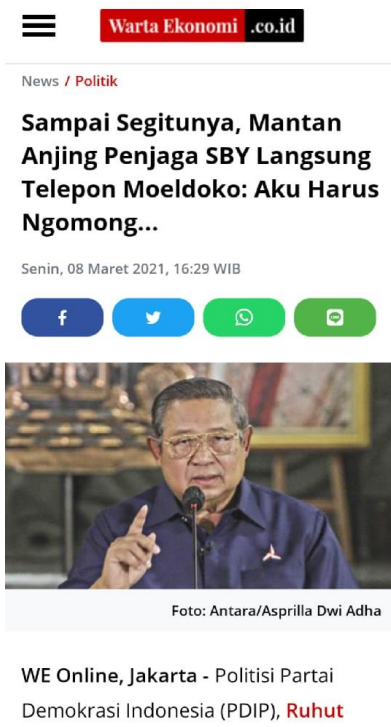 Warta Ekonomi .co.id
News / Politik
Sampai Segitunya, Mantan
Anjing Penjaga SBY Langsung
Telepon Moeldoko: Aku Harus
Ngomong...
Senin, 08 Maret 2021, 16:29 WIB
Foto: Antara/Asprilla Dwi Adha
WE Online, Jakarta - Politisi Partai
Demokrasi Indonesia (PDIP), Ruhut